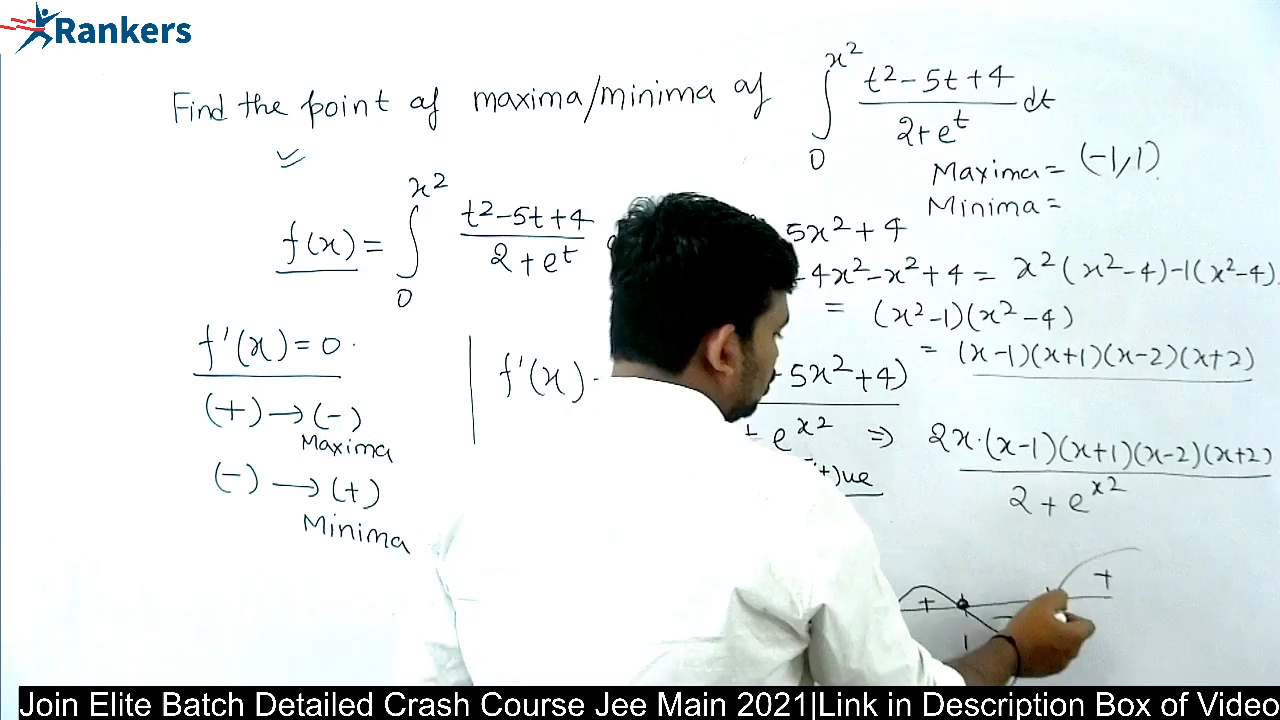 Rankers
Find the point of maxima/minima of ∫₀^{x²} (t²-5t+4)/(2+e^t) dt
Maxima = (-1,1)
Minima =
f(x) = ∫₀^{x²} (t²-5t+4)/(2+e^t)
5x²+4
4x²-x²+4 = x²(x²-4)-1(x²-4)
= (x²-1)(x²-4)
= (x-1)(x+1)(x-2)(x+2)
f'(x)=0
f'(x)
5x²+4)
e^{x²} ⇒ 2x·(x-1)(x+1)(x-2)(x+2)
2+e^{x²}
(+) → (-)
Maxima
+)ve
(-) → (+)
Minima
+ - +
1
Join Elite Batch Detailed Crash Course Jee Main 2021|Link in Description Box of Video